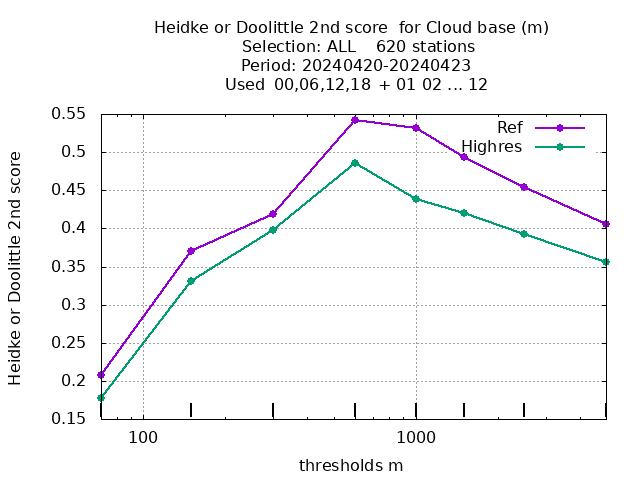 Heidke or Doolittle 2nd score  for Cloud base (m)
Selection: ALL    620 stations
Period: 20240420-20240423
Used  00,06,12,18  + 01 02 ... 12
Ref
Highres
Heidke or Doolittle 2nd score
0.55
0.5
0.45
0.4
0.35
0.3
0.25
0.2
0.15
100
1000
thresholds m